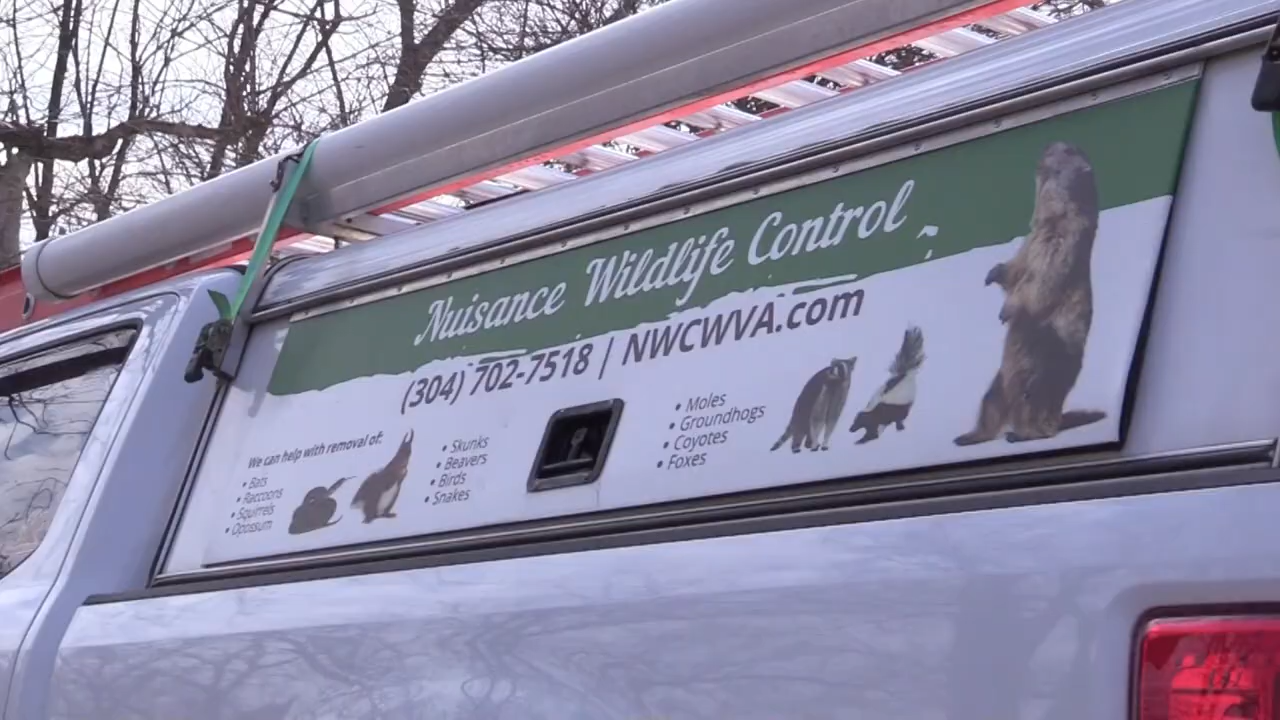 Nuisance Wildlife Control
(304) 702-7518 | NWCWVA.com
We can help with removal of:
• Bats
• Raccoons
• Squirrels
• Opossum
• Skunks
• Beavers
• Birds
• Snakes
• Moles
• Groundhogs
• Coyotes
• Foxes